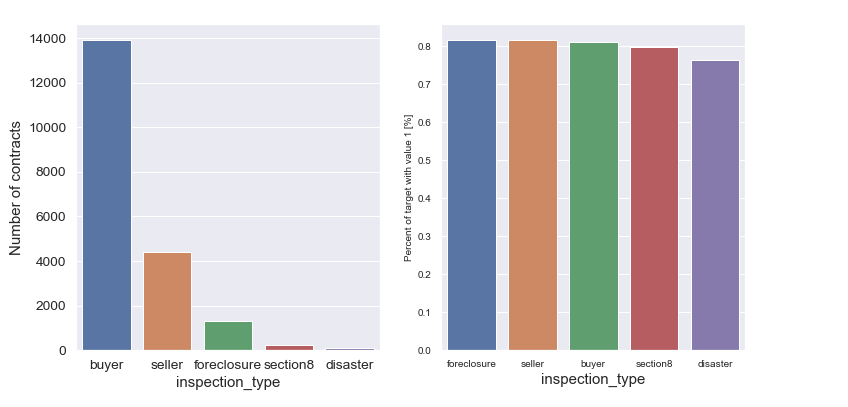 Number of contracts
14000
12000
10000
8000
6000
4000
2000
0
buyer seller foreclosure section8 disaster
inspection_type
Percent of target with value 1 [%]
0.8
0.7
0.6
0.5
0.4
0.3
0.2
0.1
0.0
foreclosure seller buyer section8 disaster
inspection_type